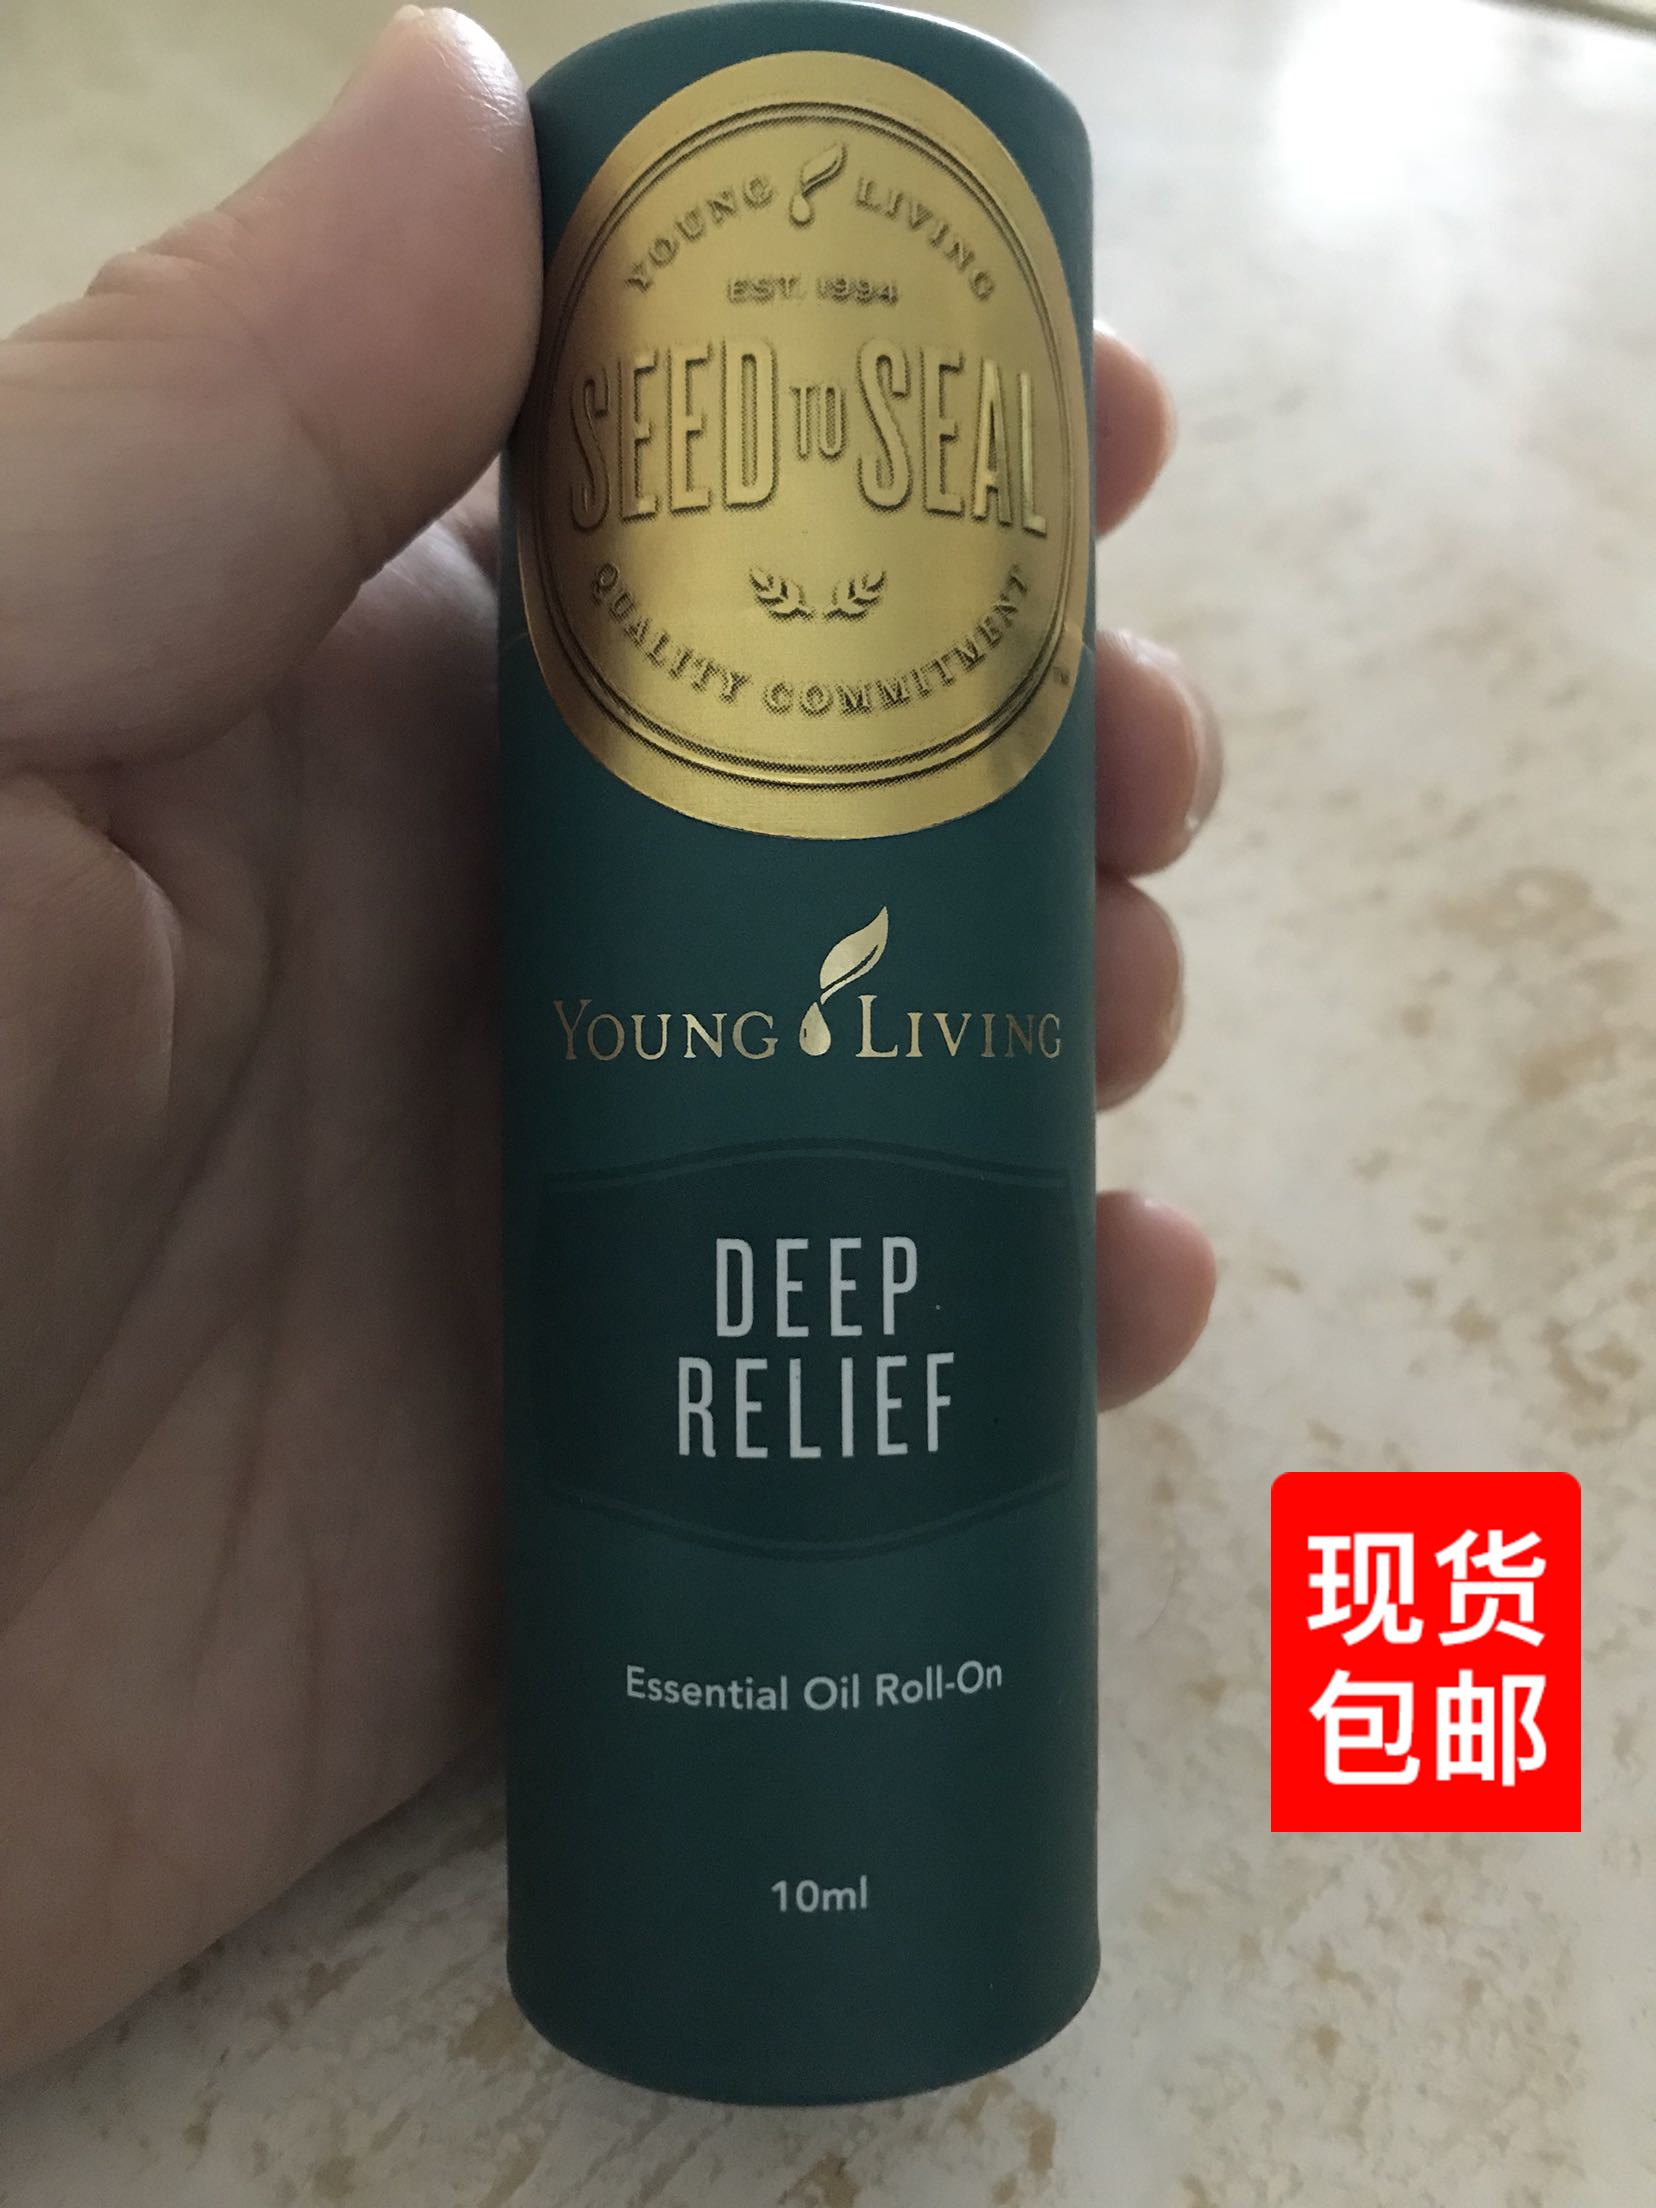 YOUNG LIVING
EST. 1994
SEED TO SEAL
QUALITY COMMITMENT
YOUNG LIVING
DEEP
RELIEF
Essential Oil Roll-On
10ml
现货
包邮